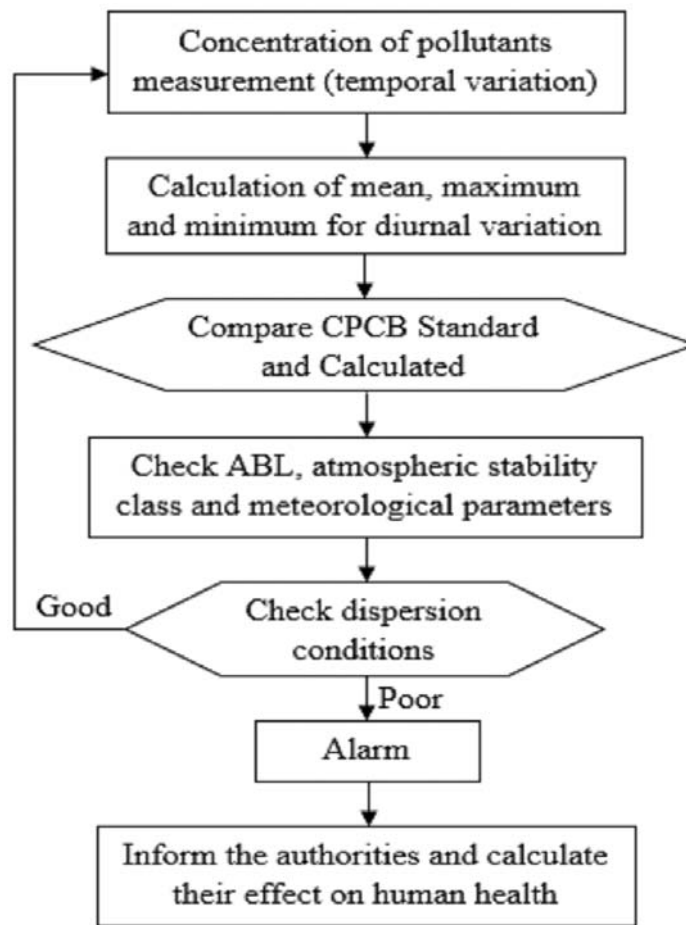 Concentration of pollutants
measurement (temporal variation)
Calculation of mean, maximum
and minimum for diurnal variation
Compare CPCB Standard
and Calculated
Check ABL, atmospheric stability
class and meteorological parameters
Good
Check dispersion
conditions
Poor
Alarm
Inform the authorities and calculate
their effect on human health